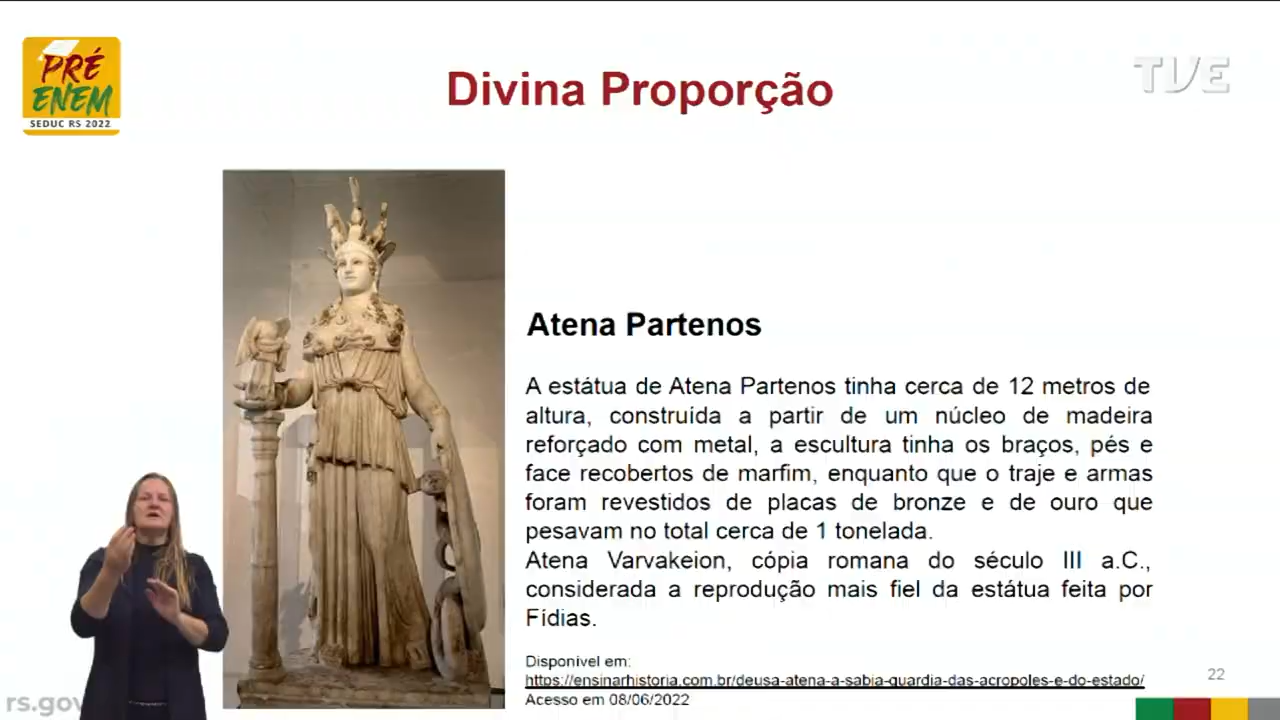 PRÉ
ENEM
SEDUC RS 2022
Divina Proporção
TVE
Atena Partenos
A estátua de Atena Partenos tinha cerca de 12 metros de
altura, construída a partir de um núcleo de madeira
reforçado com metal, a escultura tinha os braços, pés e
face recobertos de marfim, enquanto que o traje e armas
foram revestidos de placas de bronze e de ouro que
pesavam no total cerca de 1 tonelada.
Atena Varvakeion, cópia romana do século III a.C.,
considerada a reprodução mais fiel da estátua feita por
Fídias.
Disponível em:
https://ensinarhistoria.com.br/deusa-atena-a-sabia-guardia-das-acropoles-e-do-estado/
Acesso em 08/06/2022
22
rs.gov